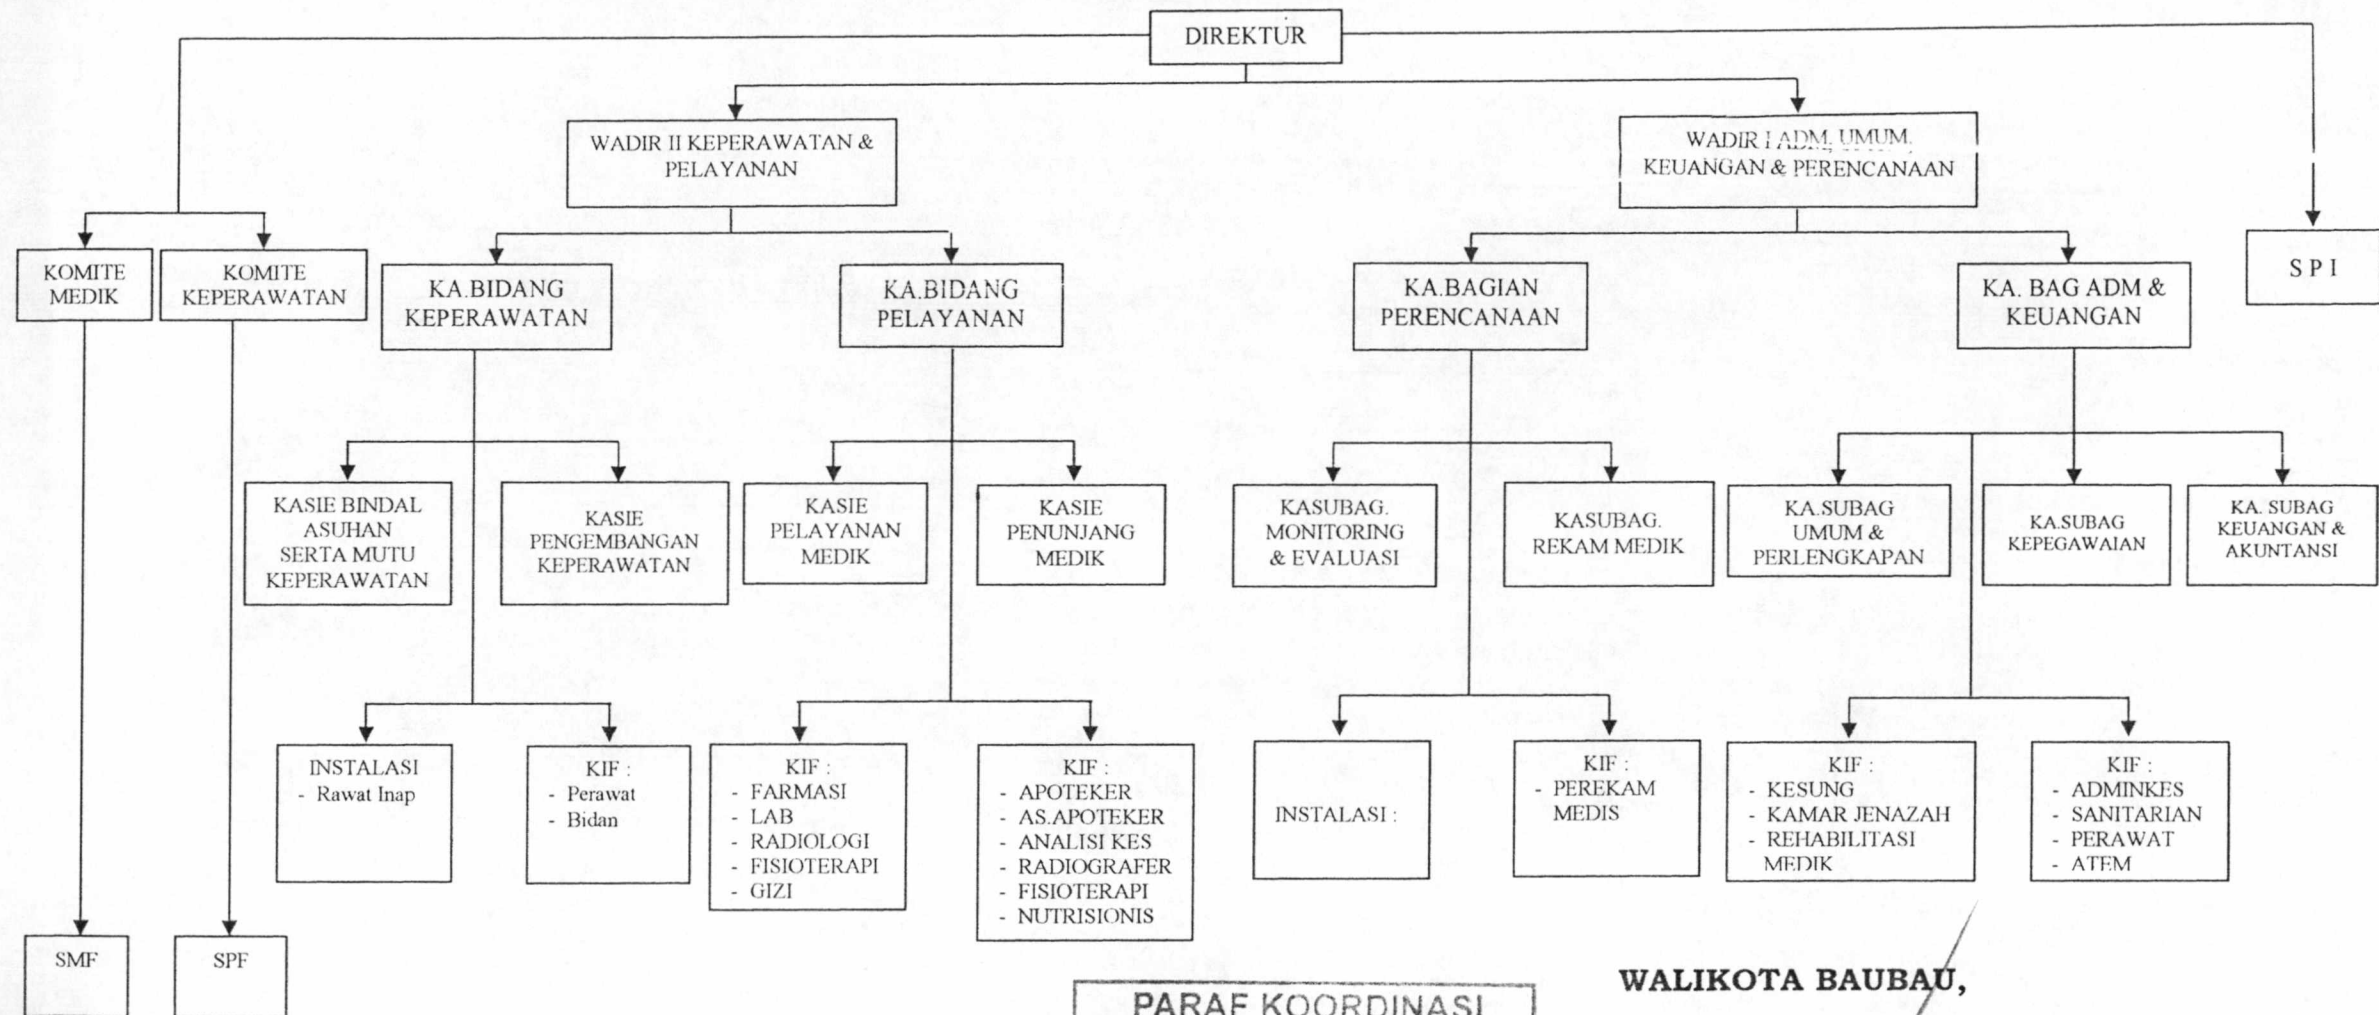 DIREKTUR
WADIR II KEPERAWATAN &
PELAYANAN
WADIR I ADM, UMUM,
KEUANGAN & PERENCANAAN
KOMITE
MEDIK
KOMITE
KEPERAWATAN
KA.BIDANG
KEPERAWATAN
KA.BIDANG
PELAYANAN
KA.BAGIAN
PERENCANAAN
KA. BAG ADM &
KEUANGAN
S P I
KASIE BINDAL
ASUHAN
SERTA MUTU
KEPERAWATAN
KASIE
PENGEMBANGAN
KEPERAWATAN
KASIE
PELAYANAN
MEDIK
KASIE
PENUNJANG
MEDIK
KASUBAG.
MONITORING
& EVALUASI
KASUBAG.
REKAM MEDIK
KA.SUBAG
UMUM &
PERLENGKAPAN
KA.SUBAG
KEPEGAWAIAN
KA. SUBAG
KEUANGAN &
AKUNTANSI
INSTALASI
- Rawat Inap
KIF :
- Perawat
- Bidan
KIF :
- FARMASI
- LAB
- RADIOLOGI
- FISIOTERAPI
- GIZI
KIF :
- APOTEKER
- AS.APOTEKER
- ANALISI KES
- RADIOGRAFER
- FISIOTERAPI
- NUTRISIONIS
INSTALASI :
KIF :
- PEREKAM
MEDIS
KIF :
- KESUNG
- KAMAR JENAZAH
- REHABILITASI
MEDIK
KIF :
- ADMINKES
- SANITARIAN
- PERAWAT
- ATEM
SMF
SPF
WALIKOTA BAUBAU,
PARAF KOORDINASI